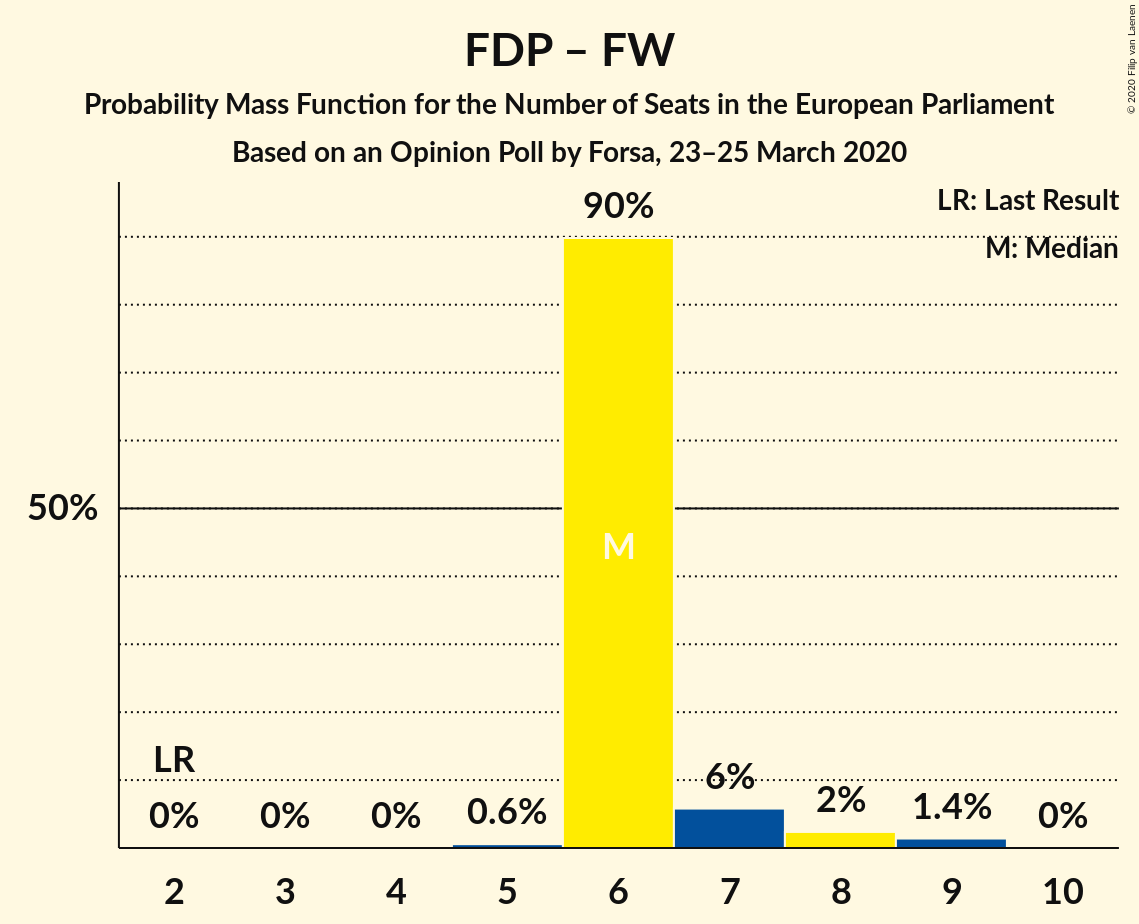 FDP – FW
Probability Mass Function for the Number of Seats in the European Parliament
Based on an Opinion Poll by Forsa, 23–25 March 2020
© 2020 Filip van Laenen
LR: Last Result
M: Median
90%
50%
M
LR
0%
0%
0%
0.6%
6%
2%
1.4%
0%
2 3 4 5 6 7 8 9 10